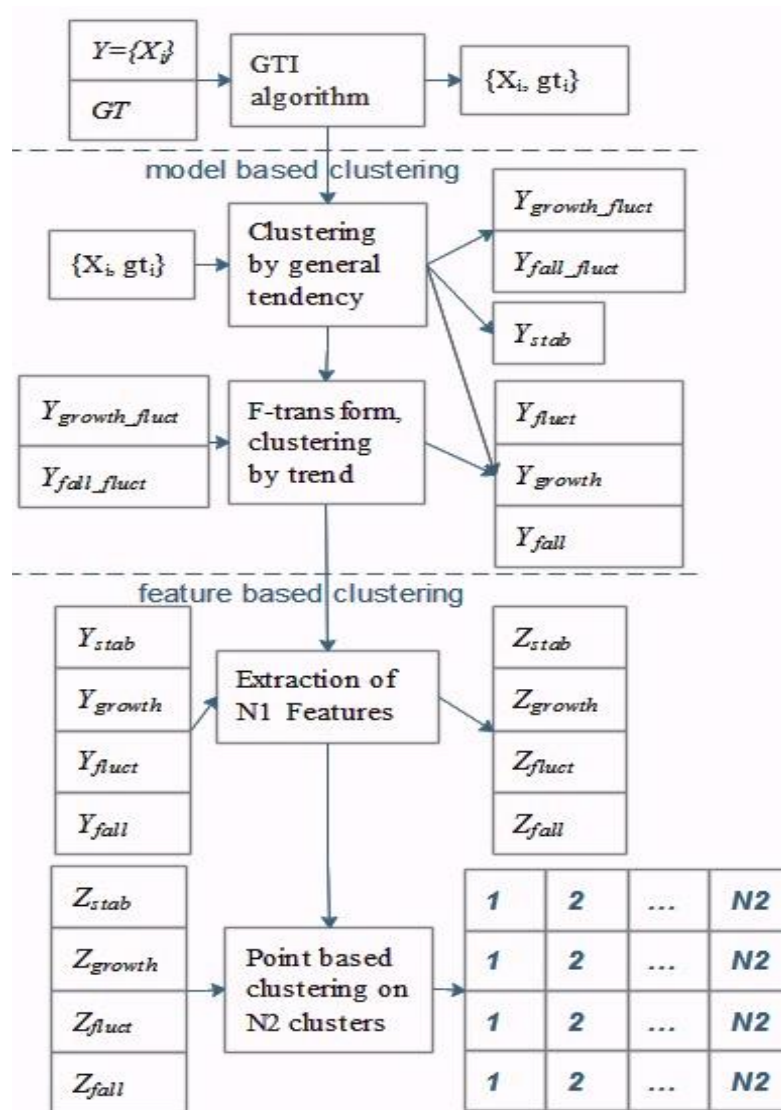 Y={Xi}
GT
GTI
algorithm
{Xi, gti}
model based clustering
{Xi, gti}
Clustering
by general
tendency
Ygrowth_fluct
Yfall_fluct
Ystab
Ygrowth_fluct
Yfall_fluct
F-transform,
clustering
by trend
Yfluct
Ygrowth
Yfall
feature based clustering
Ystab
Ygrowth
Yfluct
Yfall
Extraction of
N1 Features
Zstab
Zgrowth
Zfluct
Zfall
Zstab
Zgrowth
Zfluct
Zfall
Point based
clustering on
N2 clusters
1 2 ... N2
1 2 ... N2
1 2 ... N2
1 2 ... N2